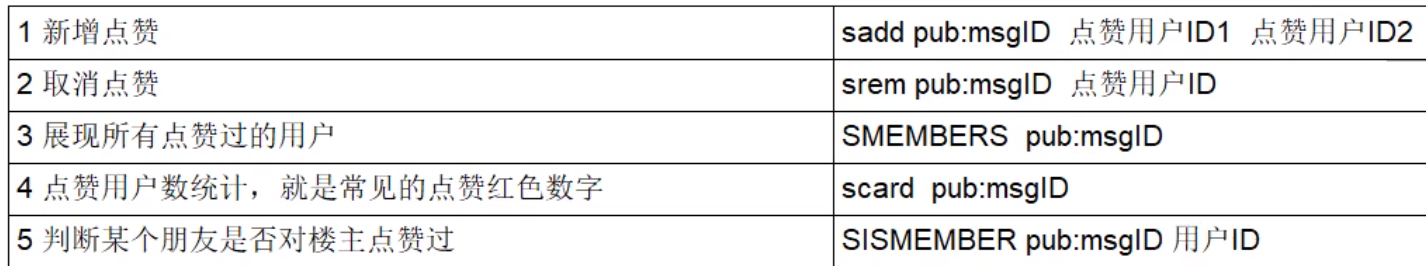 1 新增点赞 sadd pub:msgID 点赞用户ID1 点赞用户ID2
2 取消点赞 srem pub:msgID 点赞用户ID
3 展现所有点赞过的用户 SMEMBERS pub:msgID
4 点赞用户数统计，就是常见的点赞红色数字 scard pub:msgID
5 判断某个朋友是否对楼主点赞过 SISMEMBER pub:msgID 用户ID